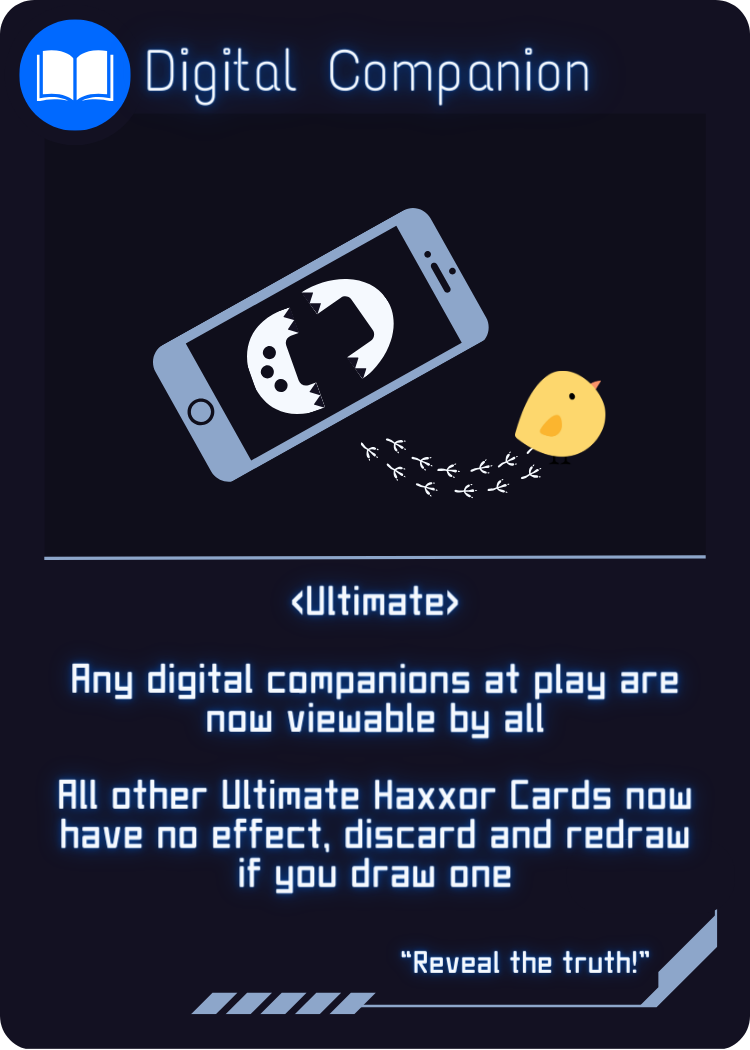 Digital Companion
<Ultimate>
Any digital companions at play are
now viewable by all
All other Ultimate Haxxor Cards now
have no effect, discard and redraw
if you draw one
“Reveal the truth!”